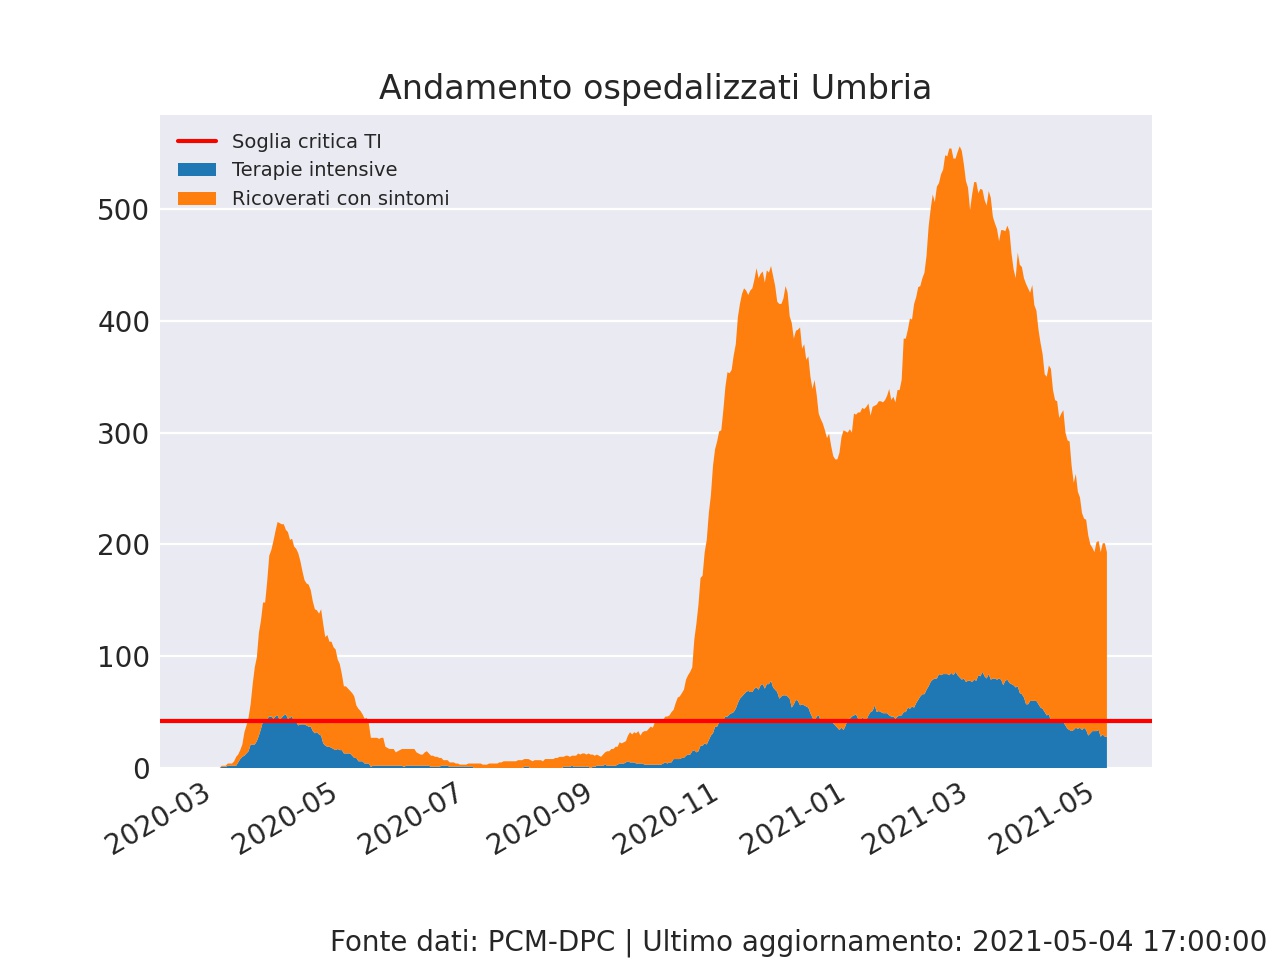 Andamento ospedalizzati Umbria
Soglia critica TI
Terapie intensive
Ricoverati con sintomi
500
400
300
200
100
0
2020-03
2020-05
2020-07
2020-09
2020-11
2021-01
2021-03
2021-05
Fonte dati: PCM-DPC | Ultimo aggiornamento: 2021-05-04 17:00:00